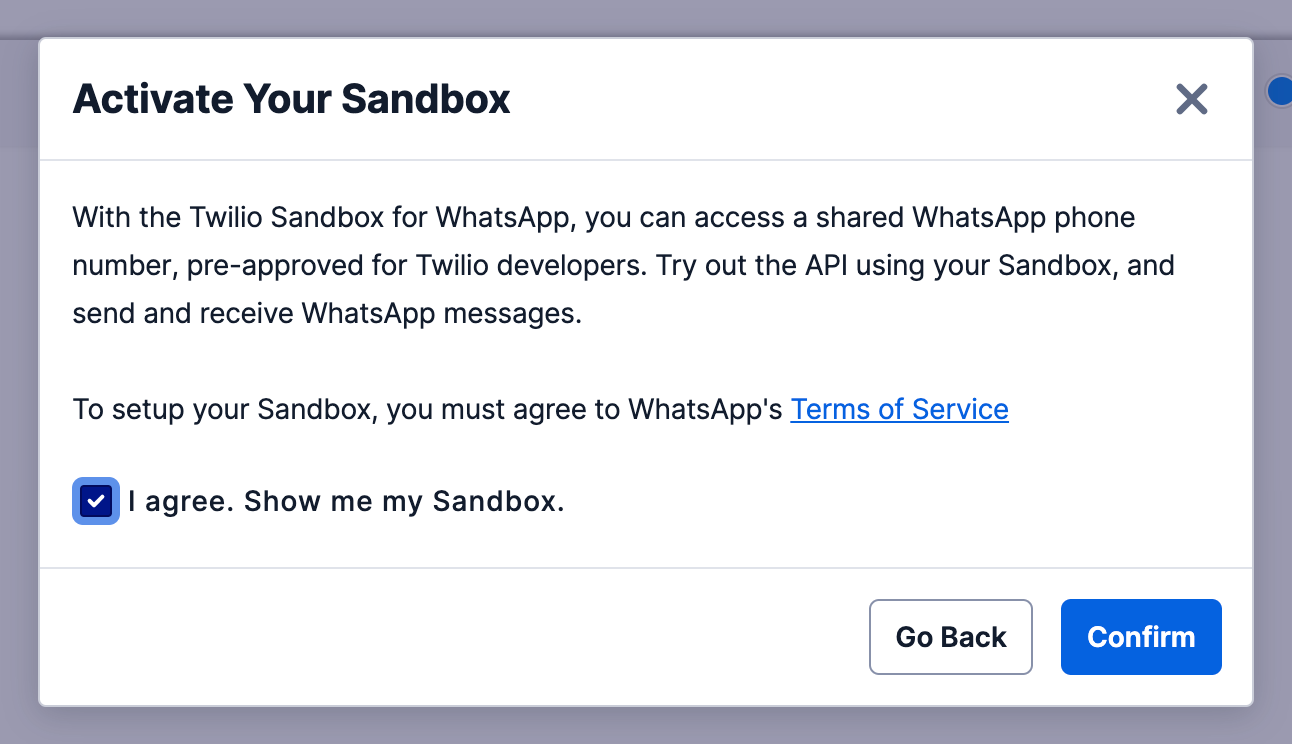 Activate Your Sandbox
With the Twilio Sandbox for WhatsApp, you can access a shared WhatsApp phone
number, pre-approved for Twilio developers. Try out the API using your Sandbox, and
send and receive WhatsApp messages.
To setup your Sandbox, you must agree to WhatsApp's Terms of Service
I agree. Show me my Sandbox.
Go Back
Confirm